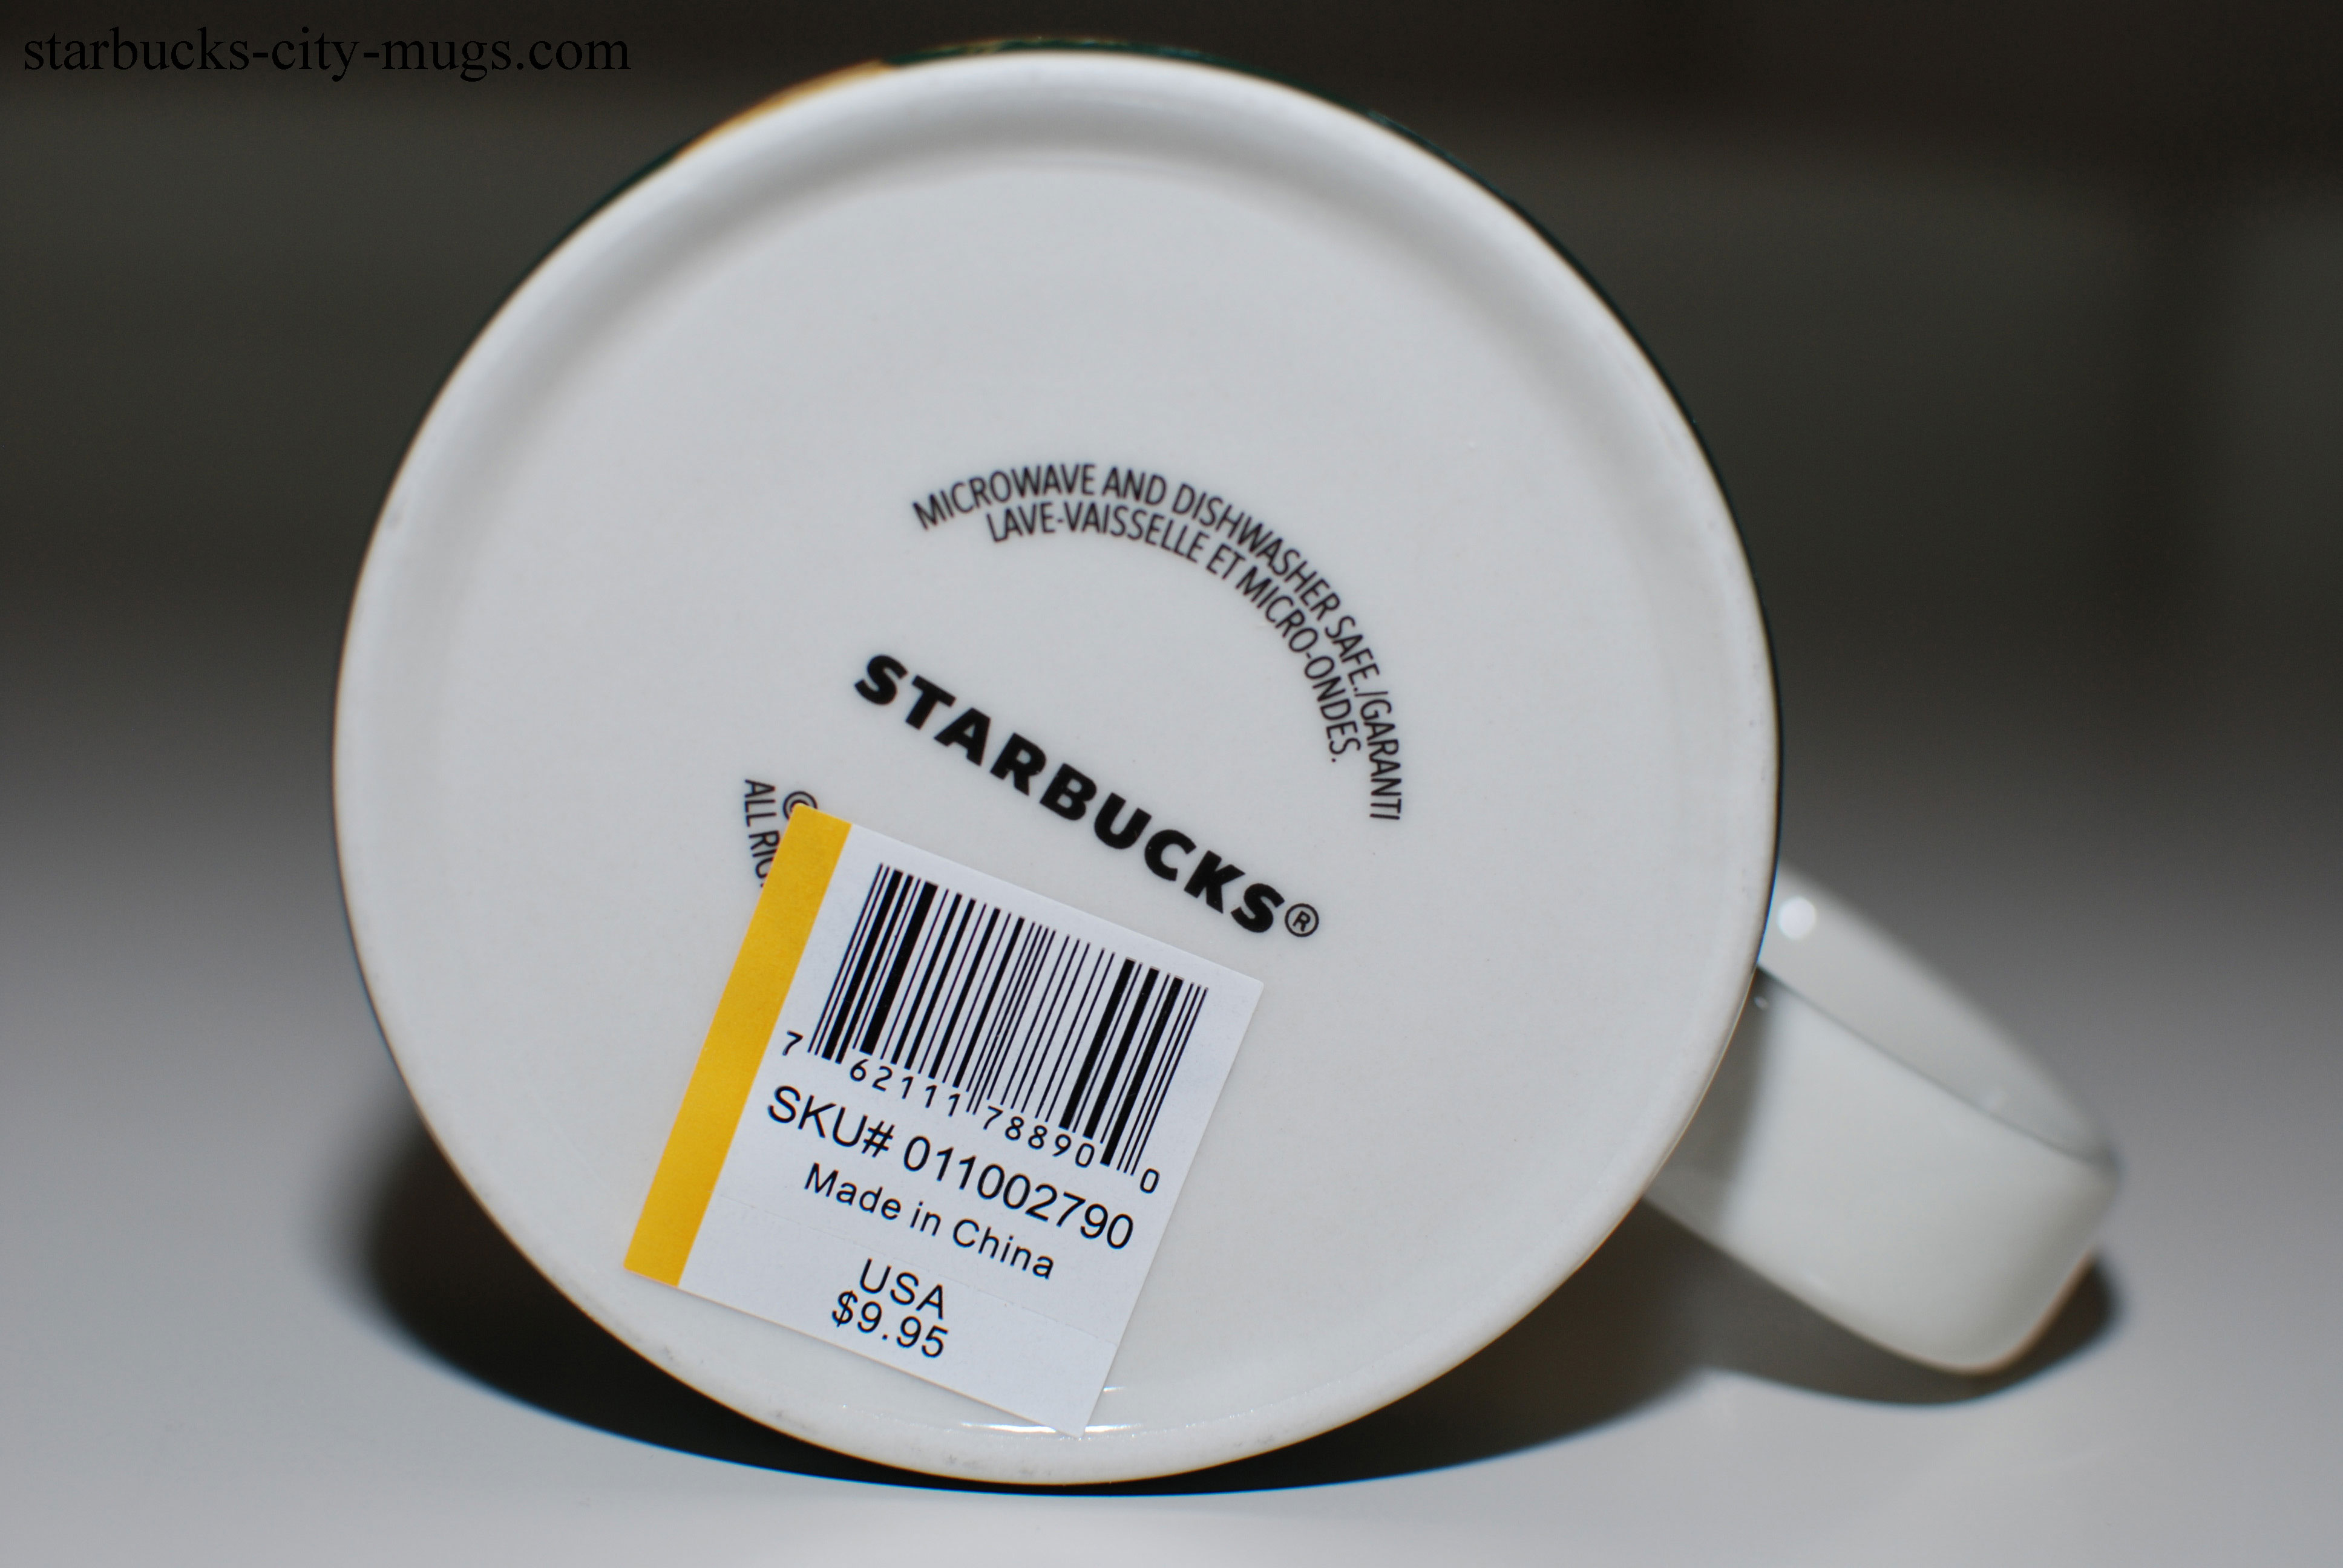 starbucks-city-mugs.com
MICROWAVE AND DISHWASHER SAFE./GARANTI
LAVE-VAISSELLE ET MICRO-ONDES.
STARBUCKS®
©
ALL
7 62111 78890 0
SKU# 011002790
Made in China
USA
$9.95